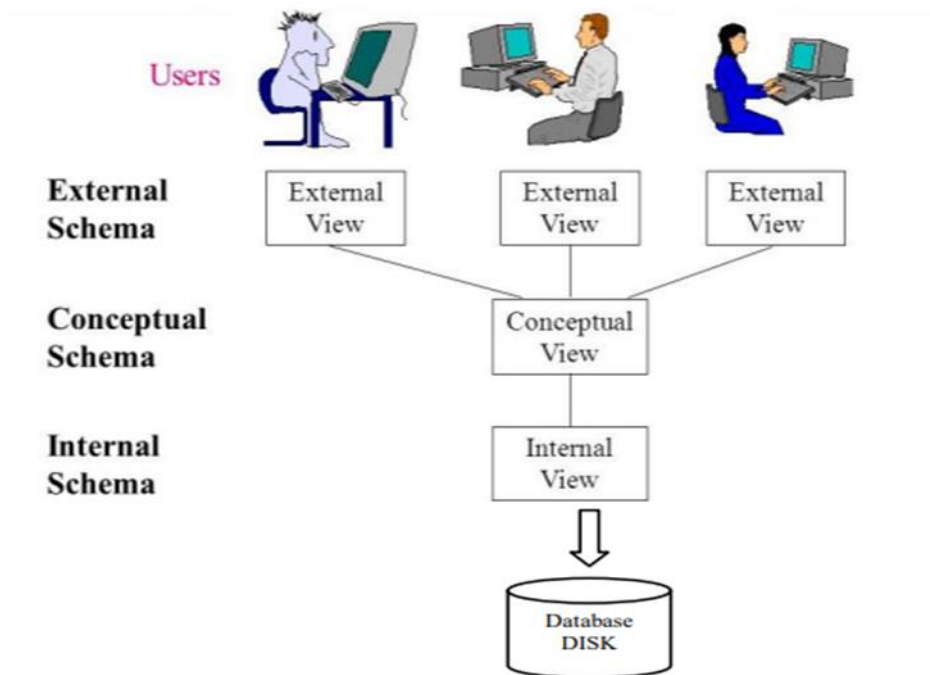 Users
External
Schema
External
View
External
View
External
View
Conceptual
Schema
Conceptual
View
Internal
Schema
Internal
View
Database
DISK